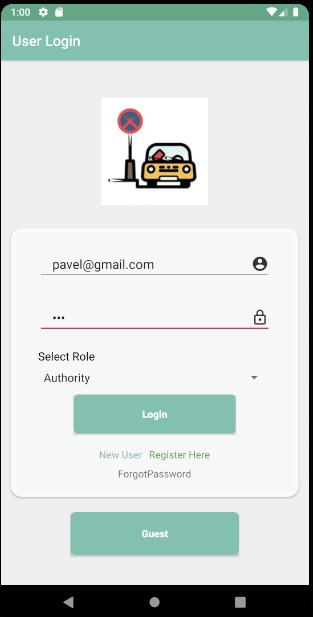 1:00
User Login
pavel@gmail.com
•••
Select Role
Authority
Login
New User Register Here
ForgotPassword
Guest